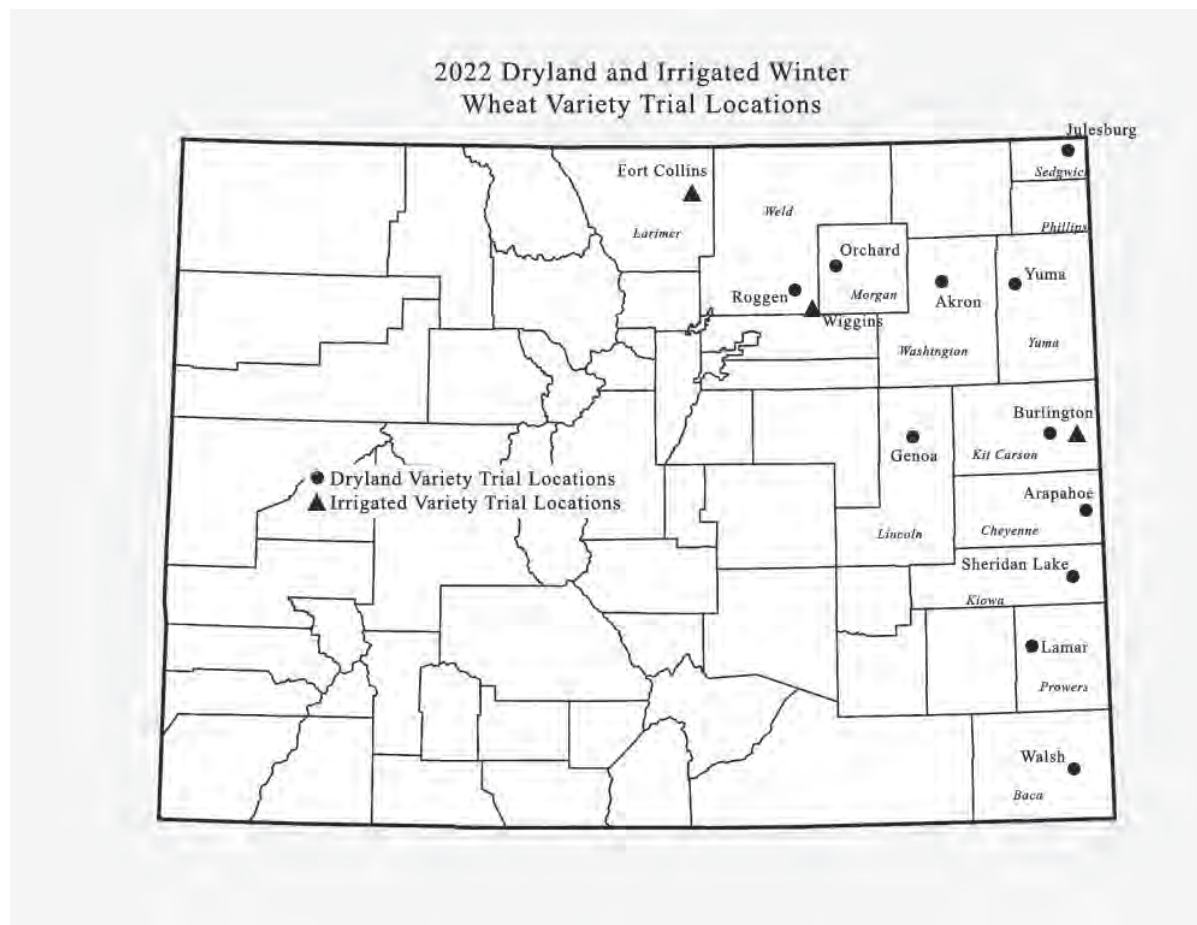 2022 Dryland and Irrigated Winter
Wheat Variety Trial Locations
Julesburg
Sedgwick
Fort Collins
Weld
Larimer
Phillips
Orchard
Yuma
Roggen
Morgan
Akron
Wiggins
Washington
Yuma
Burlington
Genoa
Kit Carson
Dryland Variety Trial Locations
Irrigated Variety Trial Locations
Arapahoe
Lincoln
Cheyenne
Sheridan Lake
Kiowa
Lamar
Prowers
Walsh
Baca